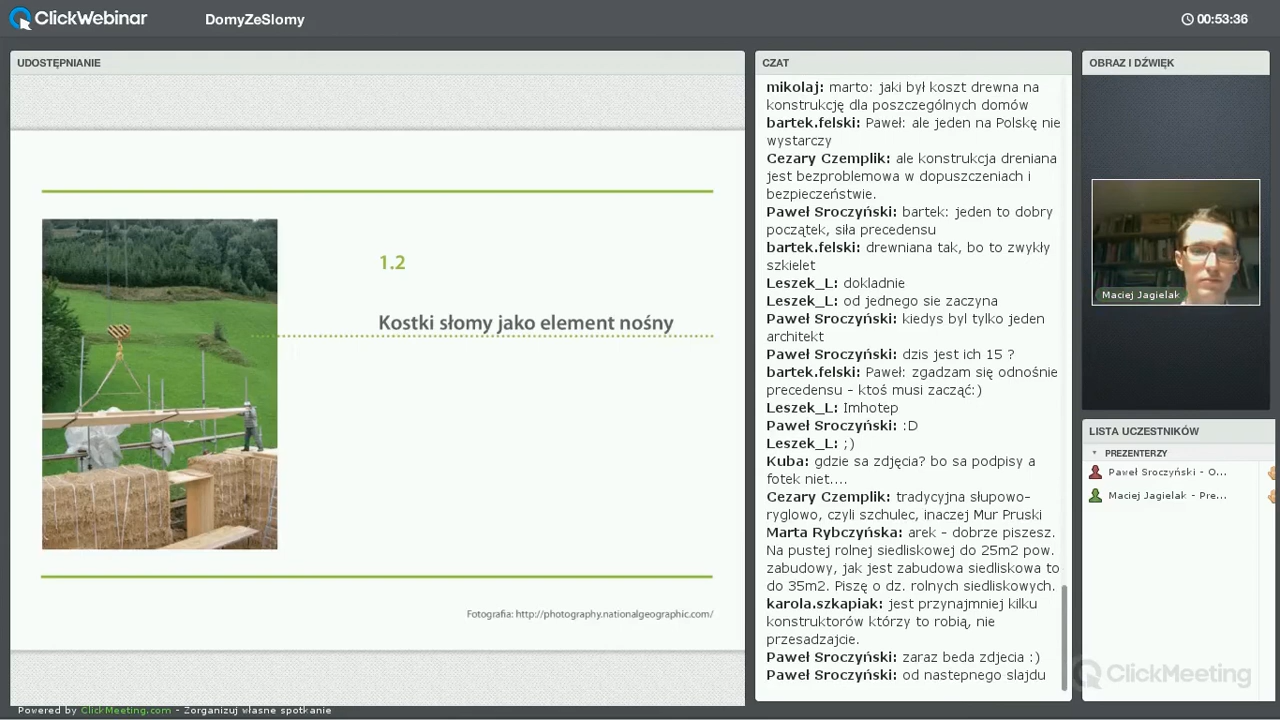 ClickWebinar
DomyZeSlomy
00:53:36
UDOSTĘPNIANIE
1.2
Kostki słomy jako element nośny
Fotografia: http://photography.nationalgeographic.com/
CZAT
mikolaj: marto: jaki był koszt drewna na
konstrukcję dla poszczególnych domów
bartek.felski: Paweł: ale jeden na Polskę nie
wystarczy
Cezary Czemplik: ale konstrukcja dreniana
jest bezproblemowa w dopuszczeniach i
bezpieczeństwie.
Paweł Sroczyński: bartek: jeden to dobry
początek, siła precedensu
bartek.felski: drewniana tak, bo to zwykły
szkielet
Leszek_L: dokladnie
Leszek_L: od jednego sie zaczyna
Paweł Sroczyński: kiedys byl tylko jeden
architekt
Paweł Sroczyński: dzis jest ich 15 ?
bartek.felski: Paweł: zgadzam się odnośnie
precedensu - ktoś musi zacząć:)
Leszek_L: Imhotep
Paweł Sroczyński: :D
Leszek_L: ;)
Kuba: gdzie sa zdjęcia? bo sa podpisy a
fotek niet....
Cezary Czemplik: tradycyjna słupowo-
ryglowo, czyli szchulec, inaczej Mur Pruski
Marta Rybczyńska: arek - dobrze piszesz.
Na pustej rolnej siedliskowej do 25m2 pow.
zabudowy, jak jest zabudowa siedliskowa to
do 35m2. Piszę o dz. rolnych siedliskowych.
karola.szkapiak: jest przynajmniej kilku
konstruktorów którzy to robią, nie
przesadzajcie.
Paweł Sroczyński: zaraz beda zdjecia :)
Paweł Sroczyński: od nastepnego slajdu
OBRAZ I DŹWIĘK
Maciej Jagielak
LISTA UCZESTNIKÓW
PREZENTERZY
Paweł Sroczyński - O...
Maciej Jagielak - Pre...
ClickMeeting
Powered by ClickMeeting.com - Zorganizuj własne spotkanie